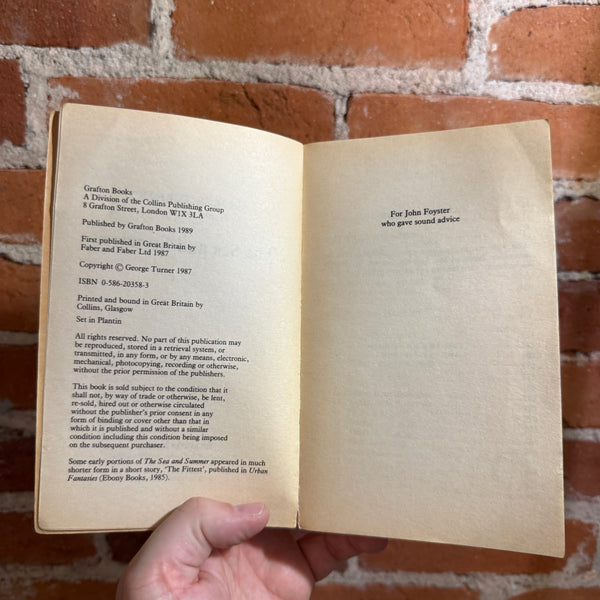 Grafton Books
A Division of the Collins Publishing Group
8 Grafton Street, London W1X 3LA
Published by Grafton Books 1989
First published in Great Britain by
Faber and Faber Ltd 1987
Copyright © George Turner 1987
ISBN 0-586-20358-3
Printed and bound in Great Britain by
Collins, Glasgow
Set in Plantin
All rights reserved. No part of this publication may
be reproduced, stored in a retrieval system, or
transmitted, in any form, or by any means, electronic,
mechanical, photocopying, recording or otherwise,
without the prior permission of the publishers.
This book is sold subject to the condition that it
shall not, by way of trade or otherwise, be lent,
re-sold, hired out or otherwise circulated
without the publisher's prior consent in any
form of binding or cover other than that in
which it is published and without a similar
condition including this condition being imposed
on the subsequent purchaser.
Some early portions of The Sea and Summer appeared in much
shorter form in a short story, 'The Fittest', published in Urban
Fantasies (Ebony Books, 1985).
For John Foyster
who gave sound advice